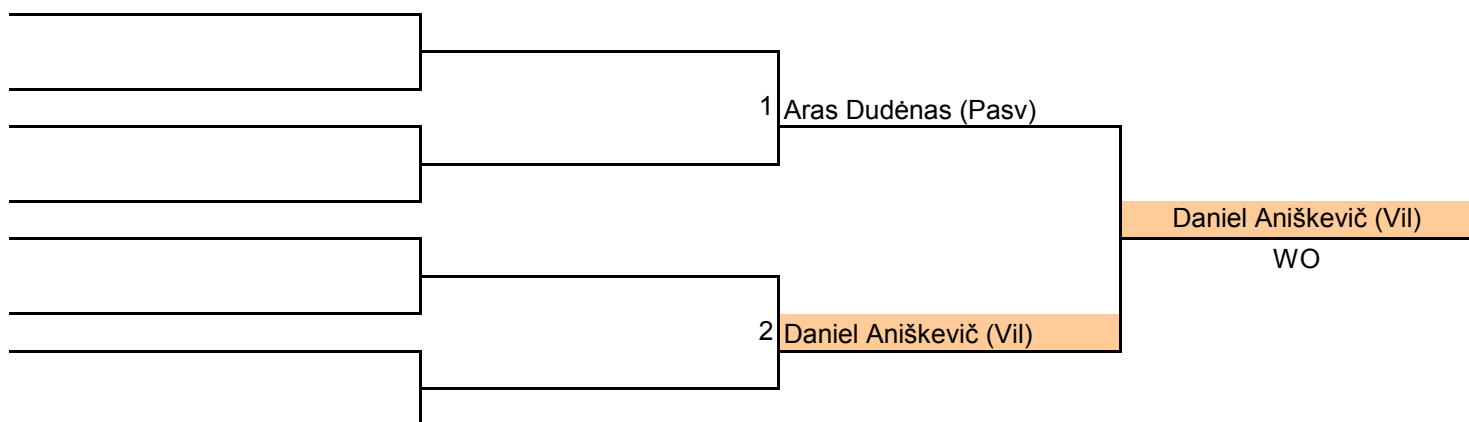 1 Aras Dudėnas (Pasv)
Daniel Aniškevič (Vil)
WO
2 Daniel Aniškevič (Vil)